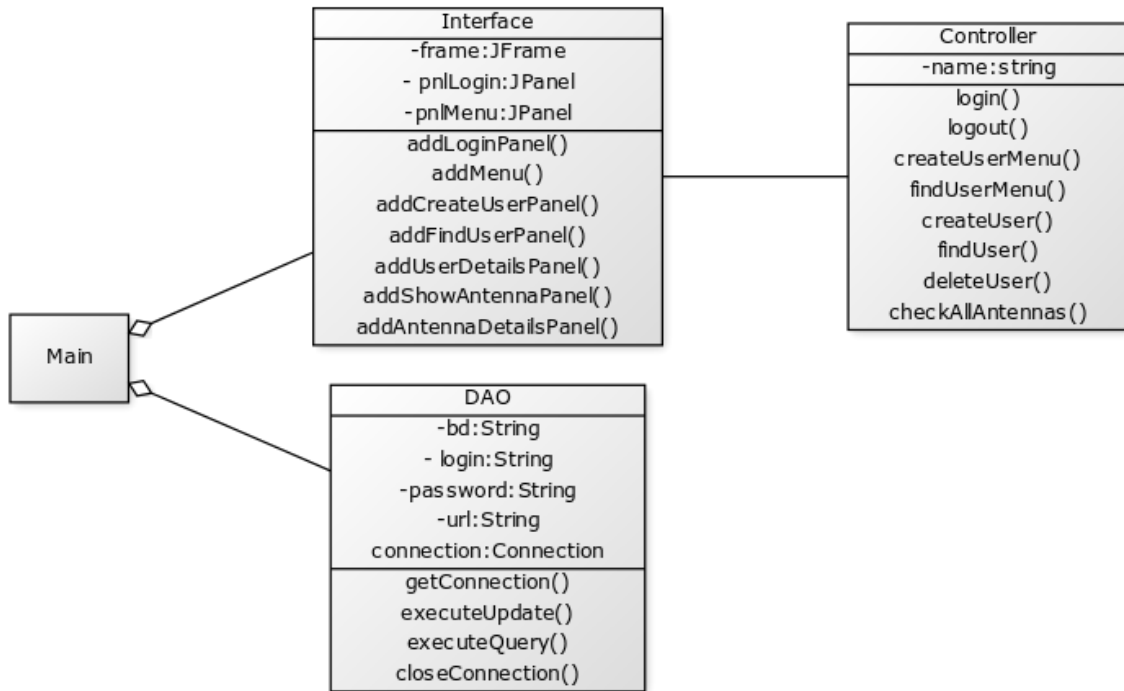 Interface
-frame:JFrame
- pnlLogin:JPanel
-pnlMenu:JPanel
addLoginPanel()
addMenu()
addCreateUserPanel()
addFindUserPanel()
addUserDetailsPanel()
addShowAntennaPanel()
addAntennaDetailsPanel()
Controller
-name:string
login()
logout()
createUserMenu()
findUserMenu()
createUser()
findUser()
deleteUser()
checkAllAntennas()
Main
DAO
-bd:String
- login:String
-password:String
-url:String
connection:Connection
getConnection()
executeUpdate()
executeQuery()
closeConnection()